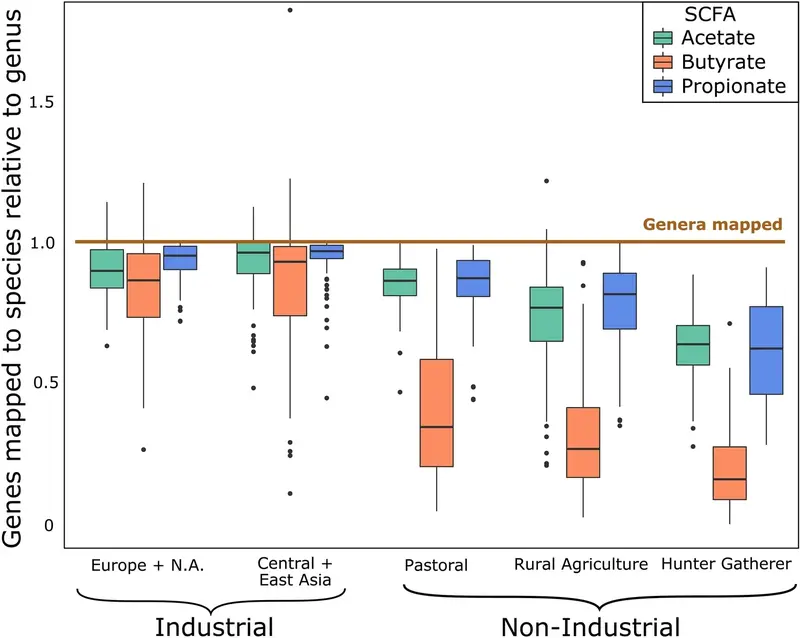 Genes mapped to species relative to genus
SCFA
Acetate
Butyrate
Propionate
1.5
1.0
0.5
0
Genera mapped
Europe + N.A.
Central +
East Asia
Pastoral
Rural Agriculture
Hunter Gatherer
Industrial
Non-Industrial